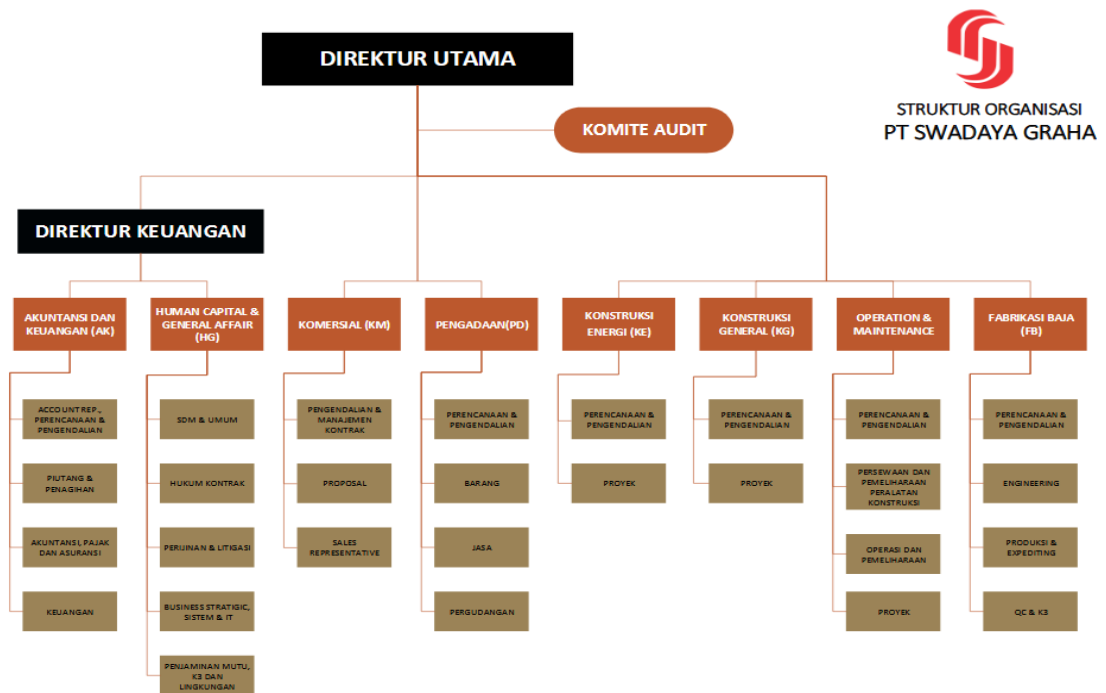 DIREKTUR UTAMA
STRUKTUR ORGANISASI
PT SWADAYA GRAHA
KOMITE AUDIT
DIREKTUR KEUANGAN
AKUNTANSI DAN
KEUANGAN (AK)
HUMAN CAPITAL &
GENERAL AFFAIR
(HG)
KOMERSIAL (KM)
PENGADAAN(PD)
KONSTRUKSI
ENERGI (KE)
KONSTRUKSI
GENERAL (KG)
OPERATION &
MAINTENANCE
FABRIKASI BAJA
(FB)
ACCOUNT REP.,
PERENCANAAN &
PENGENDALIAN
PIUTANG &
PENAGIHAN
AKUNTANSI, PAJAK
DAN ASURANSI
KEUANGAN
SDM & UMUM
HUKUM KONTRAK
PERIJINAN & LITIGASI
BUSINESS STRATIGIC,
SISTEM & IT
PENJAMINAN MUTU,
K3 DAN
LINGKUNGAN
PENGENDALIAN &
MANAJEMEN
KONTRAK
PROPOSAL
SALES
REPRESENTATIVE
PERENCANAAN &
PENGENDALIAN
BARANG
JASA
PERGUDANGAN
PERENCANAAN &
PENGENDALIAN
PROYEK
PERENCANAAN &
PENGENDALIAN
PROYEK
PERENCANAAN &
PENGENDALIAN
PERSEWAAN DAN
PEMELIHARAAN
PERALATAN
KONSTRUKSI
OPERASI DAN
PEMELIHARAAN
PROYEK
PERENCANAAN &
PENGENDALIAN
ENGINEERING
PRODUKSI &
EXPEDITING
QC & K3